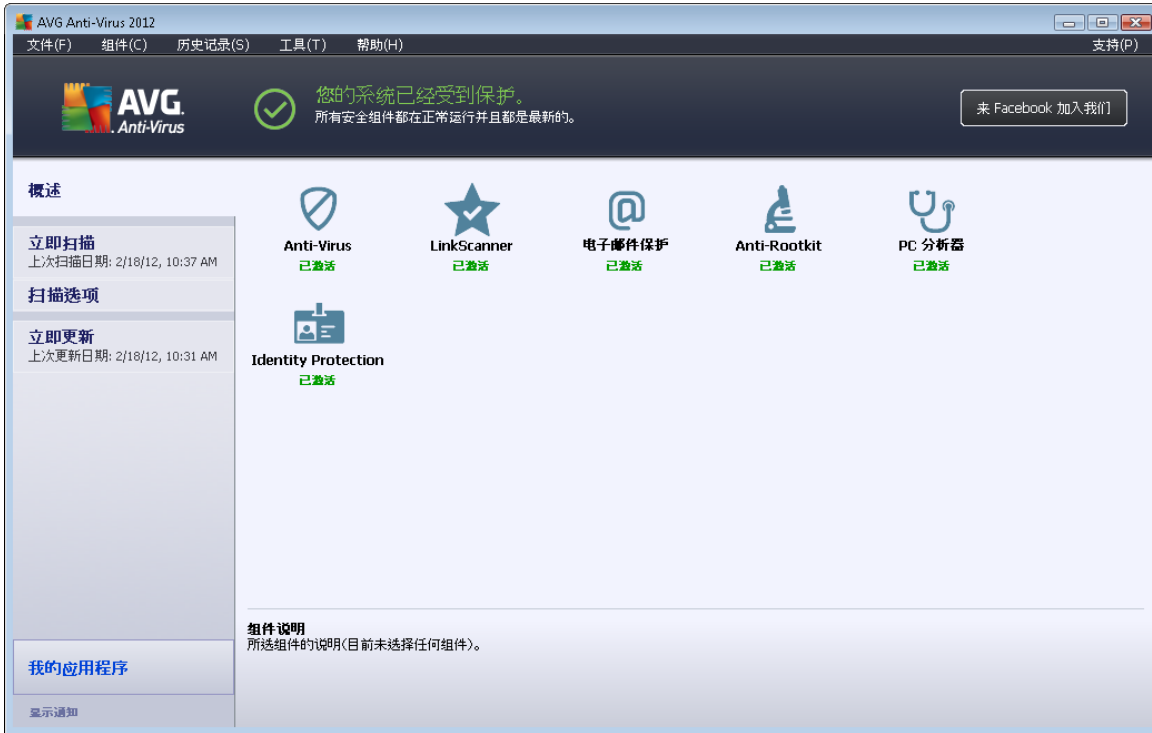 AVG Anti-Virus 2012
文件(F) 组件(C) 历史记录(S) 工具(T) 帮助(H) 支持(P)
AVG.
Anti-Virus
您的系统已经受到保护。
所有安全组件都在正常运行并且都是最新的。
来 Facebook 加入我们
概述
立即扫描
上次扫描日期: 2/18/12, 10:37 AM
扫描选项
立即更新
上次更新日期: 2/18/12, 10:31 AM
Anti-Virus
已激活
LinkScanner
已激活
电子邮件保护
已激活
Anti-Rootkit
已激活
PC 分析器
已激活
Identity Protection
已激活
组件说明
所选组件的说明(目前未选择任何组件)。
我的应用程序
显示通知